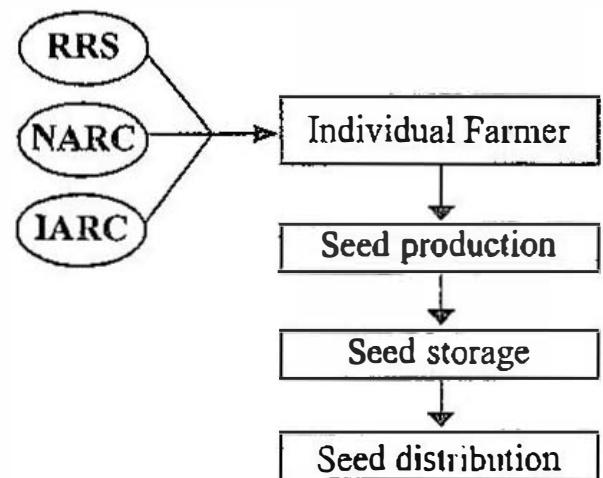 RRS
NARC
IARC
Individual Farmer
Seed production
Seed storage
Seed distribution